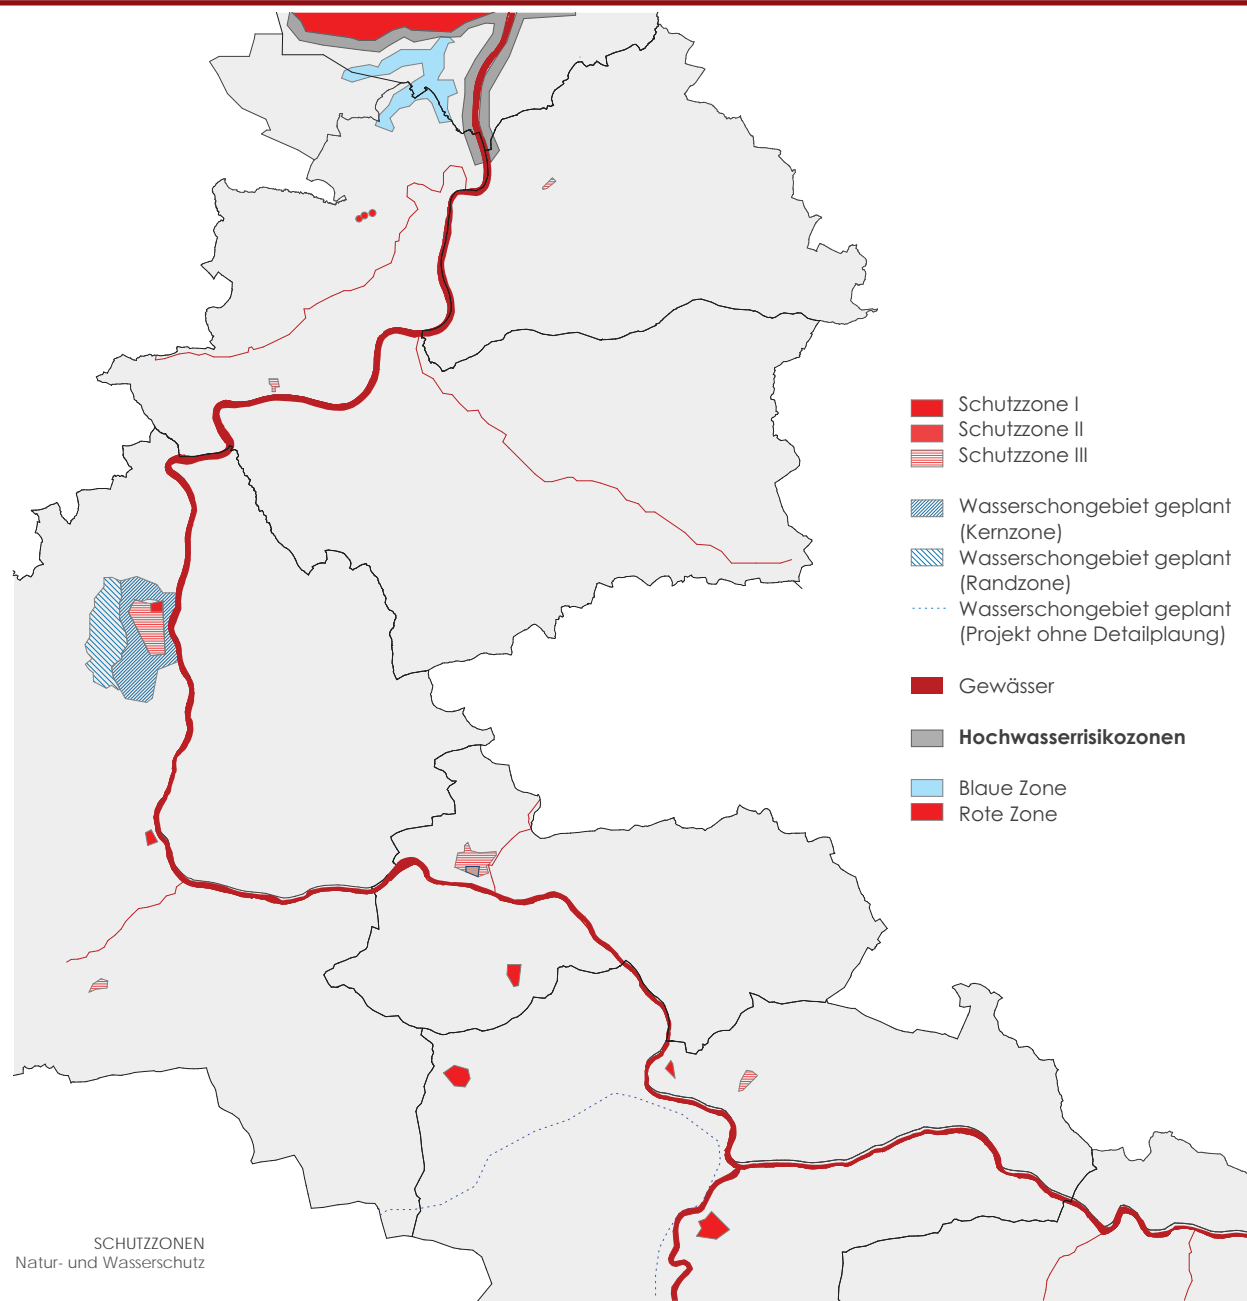 Schutzzone I
Schutzzone II
Schutzzone III
Wasserschongebiet geplant
(Kernzone)
Wasserschongebiet geplant
(Randzone)
Wasserschongebiet geplant
(Projekt ohne Detailplaung)
Gewässer
Hochwasserrisikozonen
Blaue Zone
Rote Zone
SCHUTZZONEN
Natur- und Wasserschutz